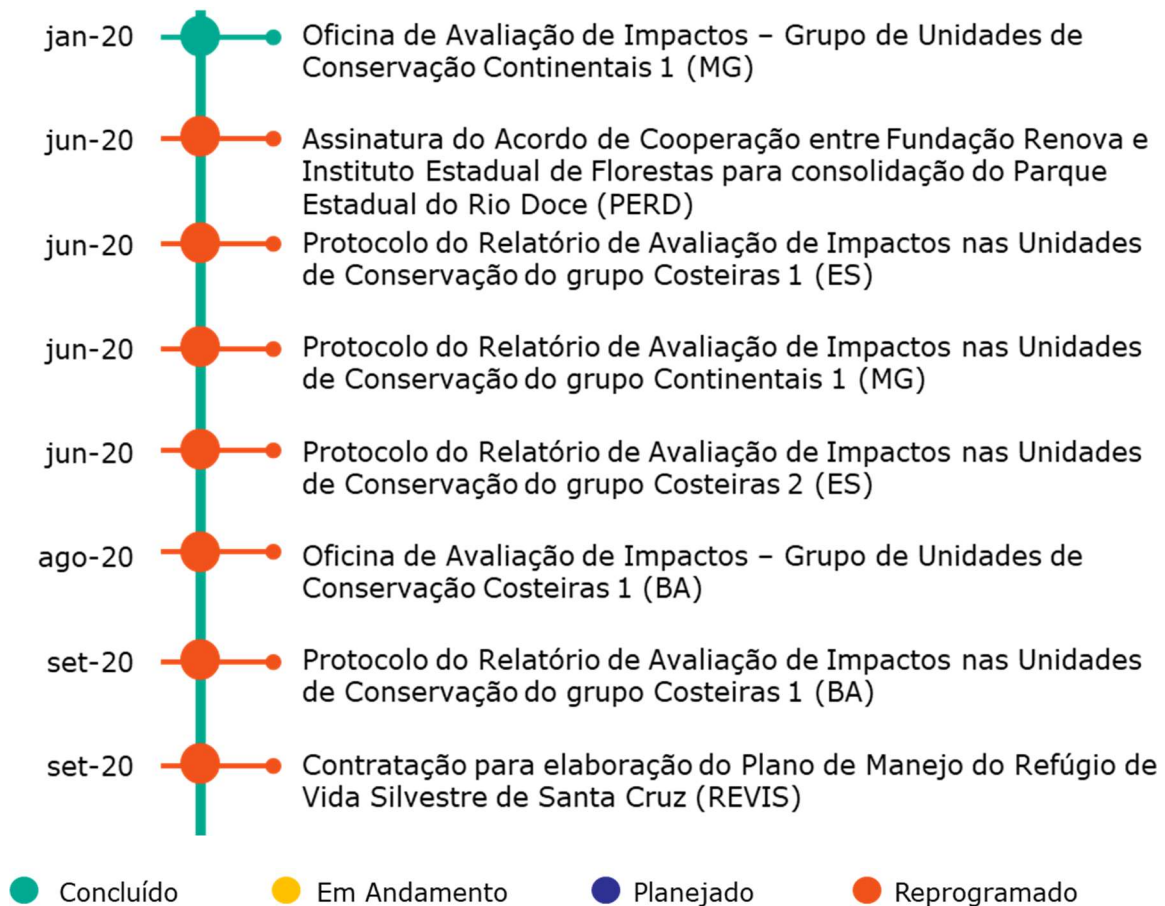 jan-20 Oficina de Avaliação de Impactos – Grupo de Unidades de
Conservação Continentais 1 (MG)
jun-20 Assinatura do Acordo de Cooperação entre Fundação Renova e
Instituto Estadual de Florestas para consolidação do Parque
Estadual do Rio Doce (PERD)
jun-20 Protocolo do Relatório de Avaliação de Impactos nas Unidades
de Conservação do grupo Costeiras 1 (ES)
jun-20 Protocolo do Relatório de Avaliação de Impactos nas Unidades
de Conservação do grupo Continentais 1 (MG)
jun-20 Protocolo do Relatório de Avaliação de Impactos nas Unidades
de Conservação do grupo Costeiras 2 (ES)
ago-20 Oficina de Avaliação de Impactos – Grupo de Unidades de
Conservação Costeiras 1 (BA)
set-20 Protocolo do Relatório de Avaliação de Impactos nas Unidades
de Conservação do grupo Costeiras 1 (BA)
set-20 Contratação para elaboração do Plano de Manejo do Refúgio de
Vida Silvestre de Santa Cruz (REVIS)
Concluído Em Andamento Planejado Reprogramado